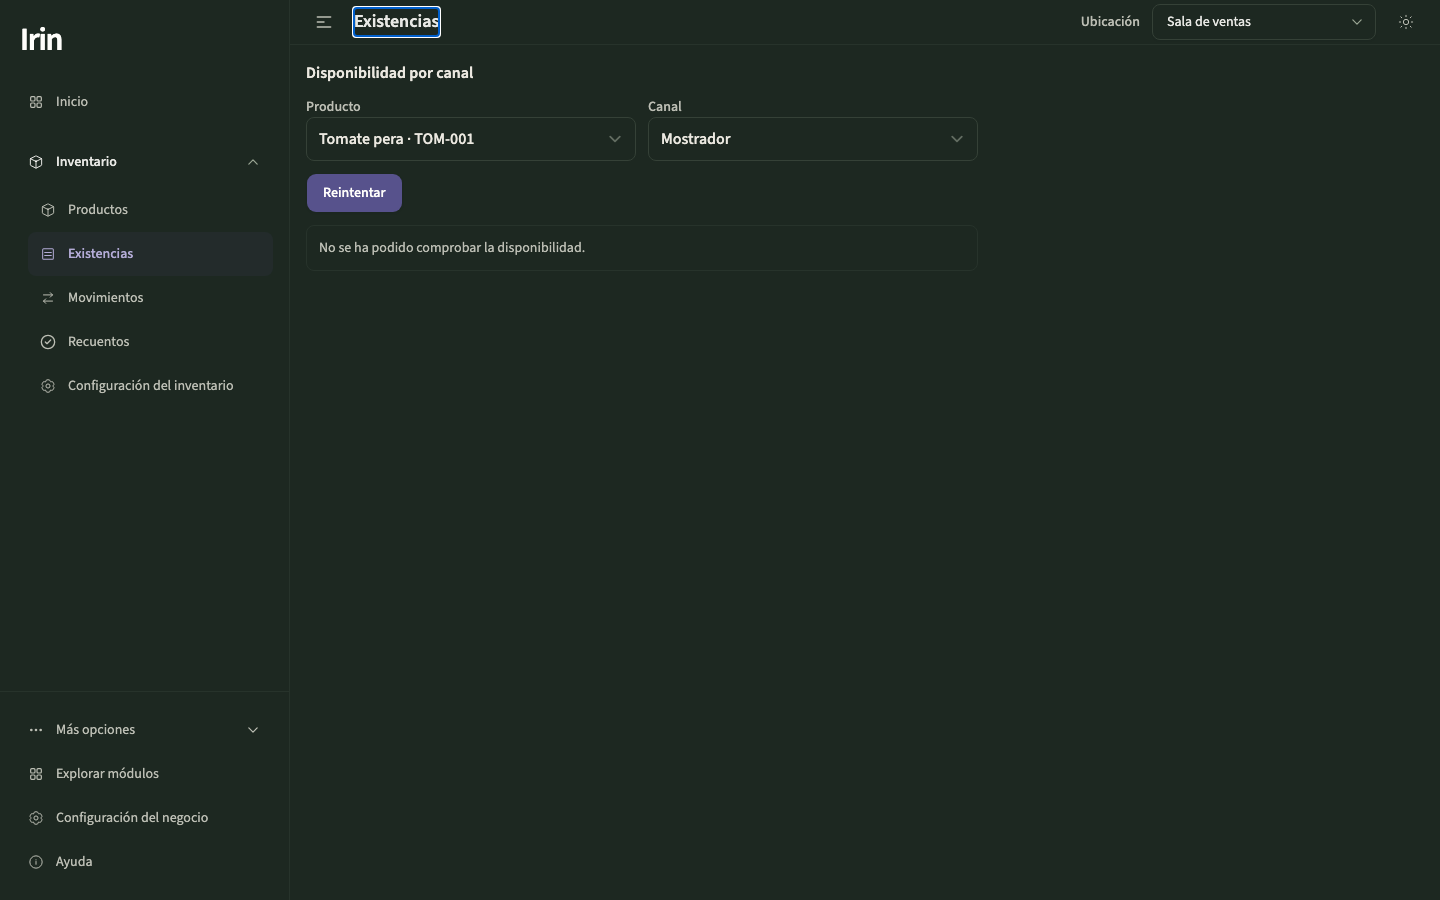 Irin
Existencias
Ubicación
Sala de ventas
Inicio
Inventario
Productos
Existencias
Movimientos
Recuentos
Configuración del inventario
Más opciones
Explorar módulos
Configuración del negocio
Ayuda
Disponibilidad por canal
Producto
Canal
Tomate pera · TOM-001
Mostrador
Reintentar
No se ha podido comprobar la disponibilidad.